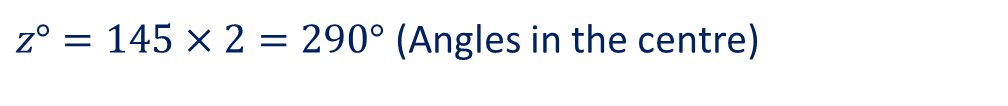 z° = 145 × 2 = 290° (Angles in the centre)